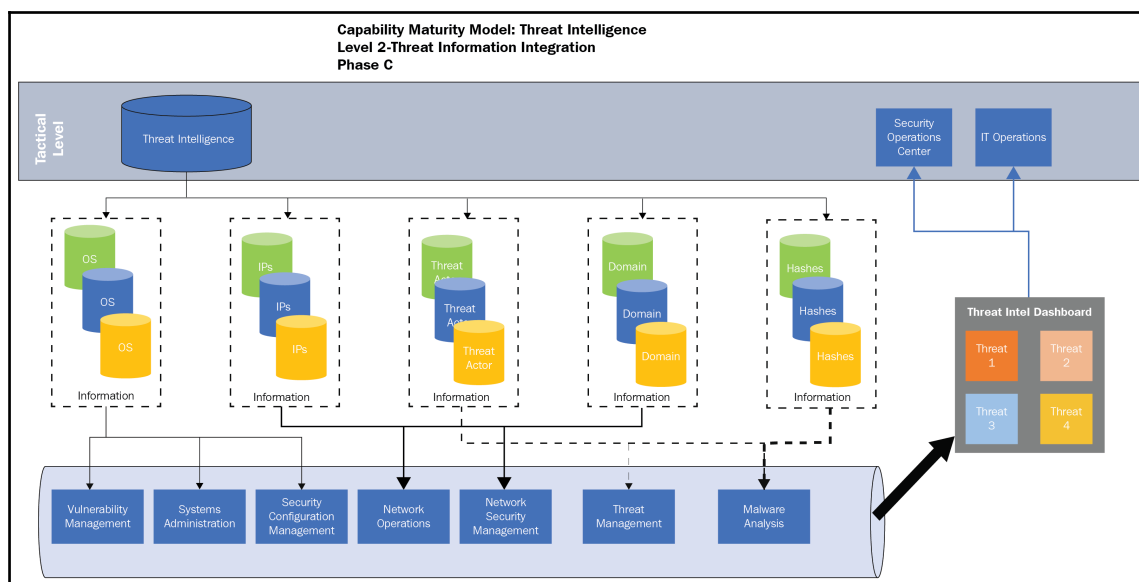 Capability Maturity Model: Threat Intelligence
Level 2-Threat Information Integration
Phase C
Tactical
Level
Threat Intelligence
Security
Operations
Center
IT Operations
OS
OS
OS
Information
IPs
IPs
IPs
Information
Threat
Actor
Threat
Actor
Threat
Actor
Information
Domain
Domain
Domain
Information
Hashes
Hashes
Hashes
Information
Threat Intel Dashboard
Threat
1
Threat
2
Threat
3
Threat
4
Vulnerability
Management
Systems
Administration
Security
Configuration
Management
Network
Operations
Network
Security
Management
Threat
Management
Malware
Analysis